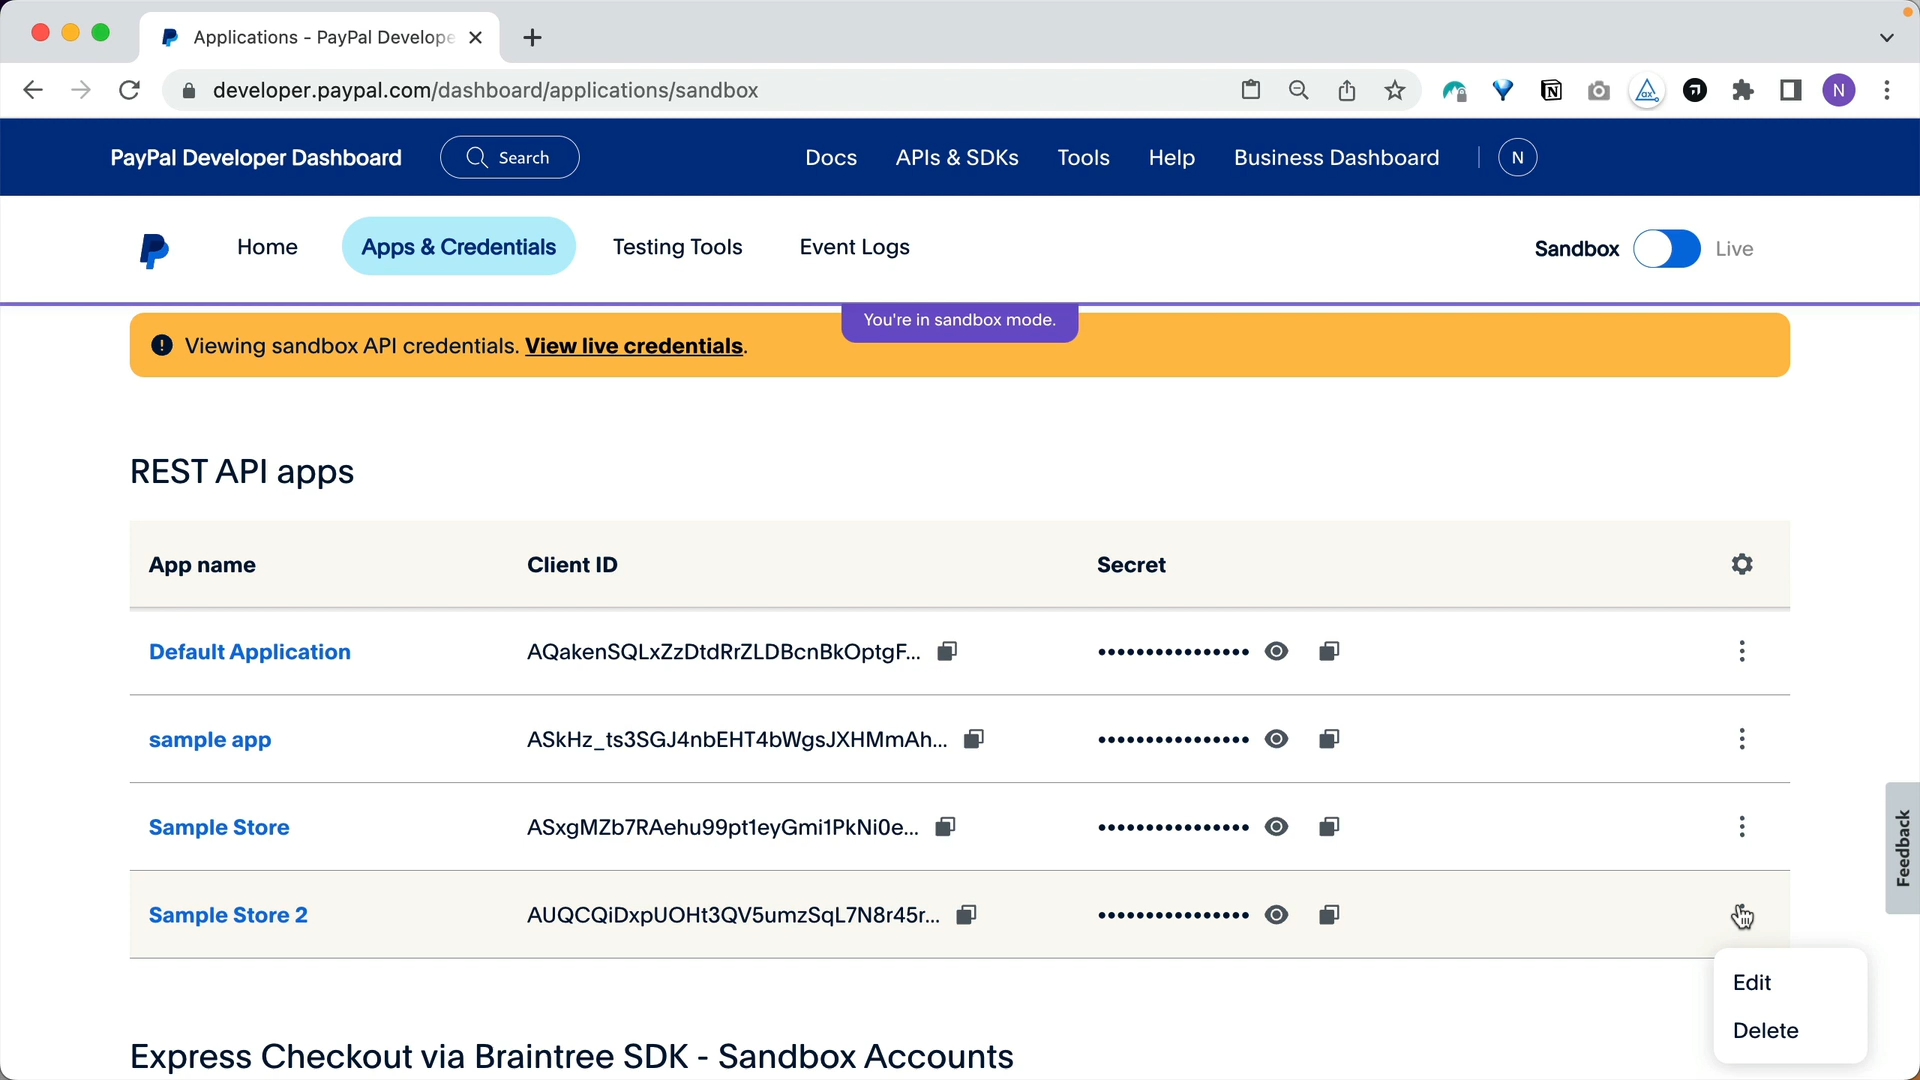 Applications - PayPal Develope
developer.paypal.com/dashboard/applications/sandbox
N
PayPal Developer Dashboard
Search
Docs
APIs & SDKs
Tools
Help
Business Dashboard
N
Home
Apps & Credentials
Testing Tools
Event Logs
Sandbox
Live
You're in sandbox mode.
Viewing sandbox API credentials. View live credentials.
REST API apps
App name
Client ID
Secret
Default Application
AQakenSQLxZzDtdRrZLDBcnBkOptgF...
••••••••••••••••
sample app
ASkHz_ts3SGJ4nbEHT4bWgsJXHMmAh...
••••••••••••••••
Sample Store
ASxgMZb7RAehu99pt1eyGmi1PkNi0e...
••••••••••••••••
Sample Store 2
AUQCQiDxpUOHt3QV5umzSqL7N8r45r...
••••••••••••••••
Feedback
Edit
Delete
Express Checkout via Braintree SDK - Sandbox Accounts